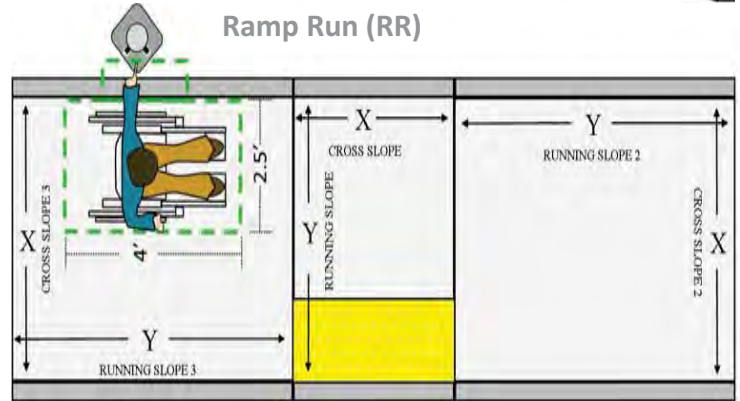 Ramp Run (RR)
X
CROSS SLOPE
Y
RUNNING SLOPE
Y
RUNNING SLOPE 2
X
CROSS SLOPE 2
X
CROSS SLOPE 3
2.5'
4'
Y
RUNNING SLOPE 3